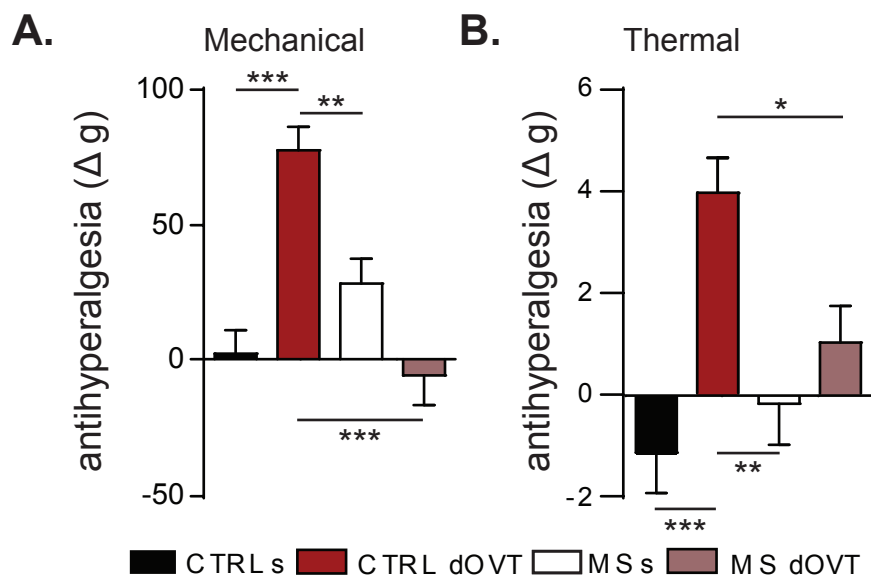 A.
Mechanical
antihyperalgesia (Δ g)
100
50
0
-50
***
**
***
B.
Thermal
antihyperalgesia (Δ g)
6
4
2
0
-2
*
**
***
CTRL s CTRL dOVT MS s MS dOVT